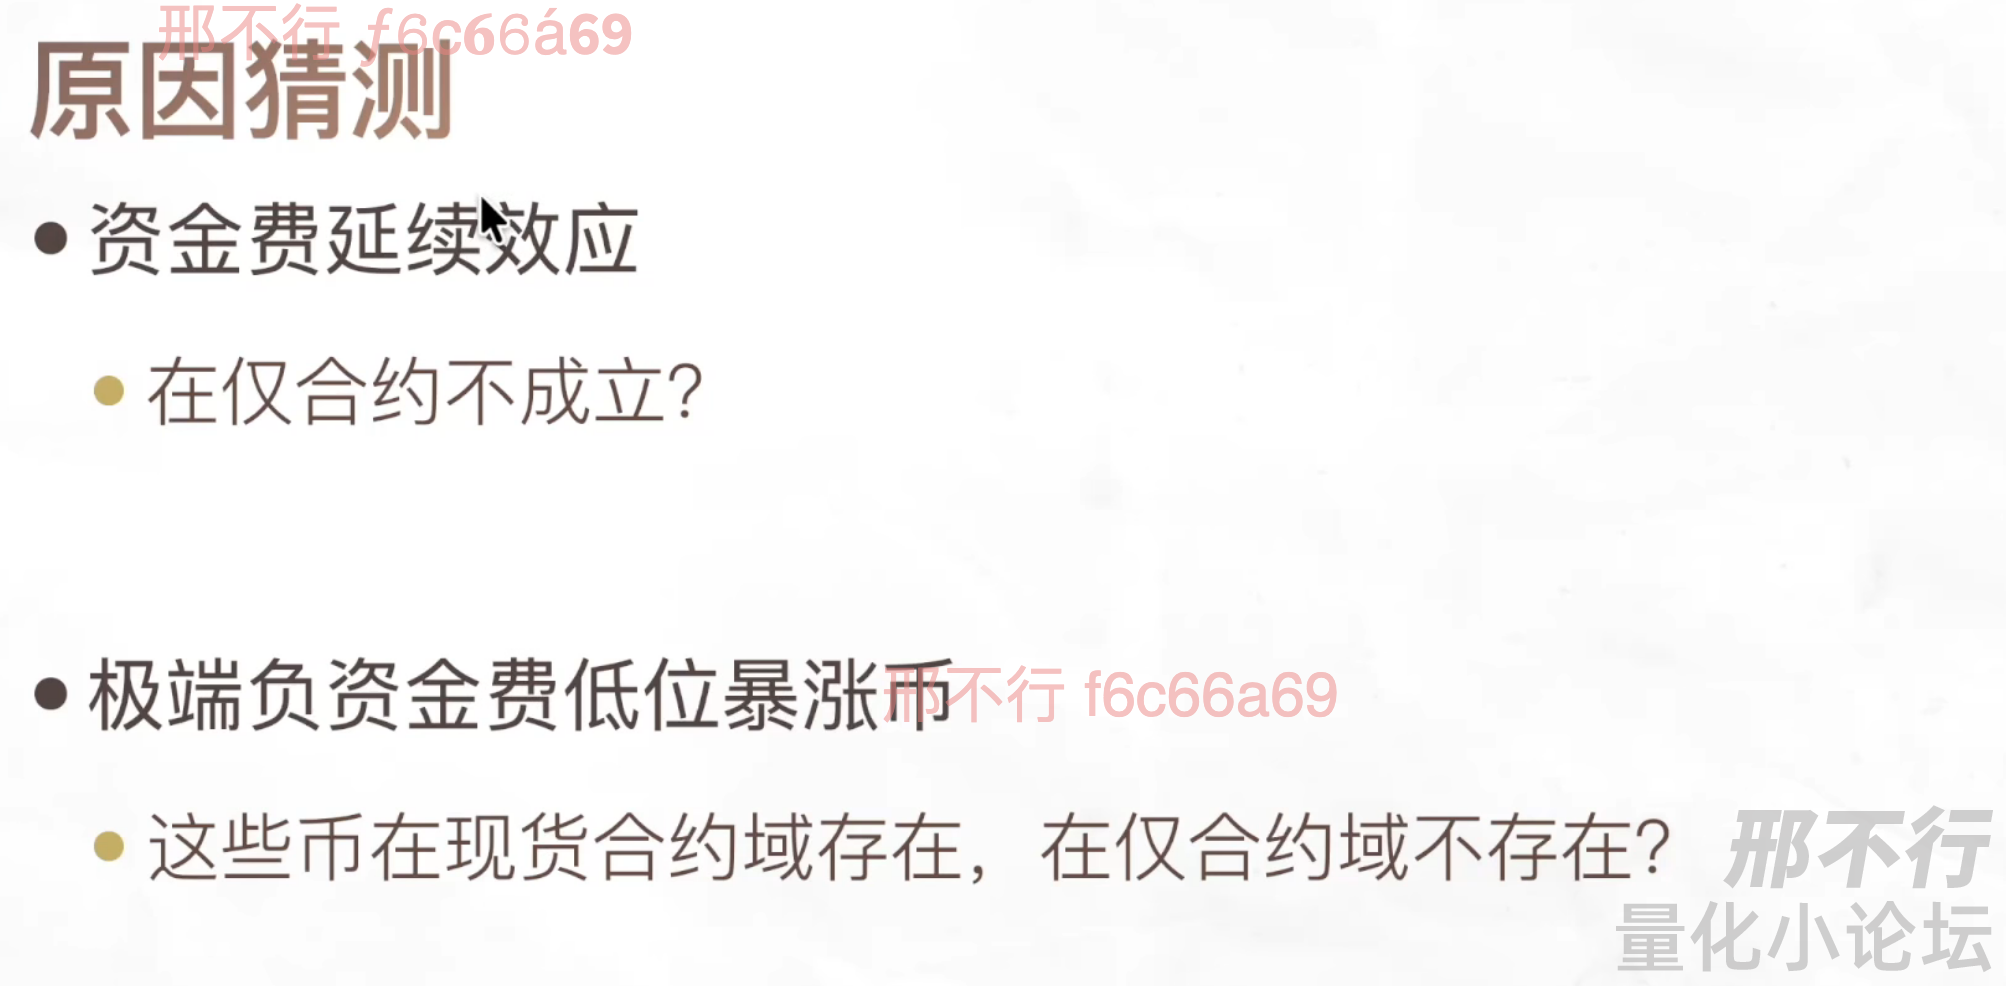 邢不行 f6c66á69
原因猜测
资金费延续效应
在仅合约不成立？
极端负资金费低位暴涨币
邢不行 f6c66a69
这些币在现货合约域存在，在仅合约域不存在？
邢不行
量化小论坛